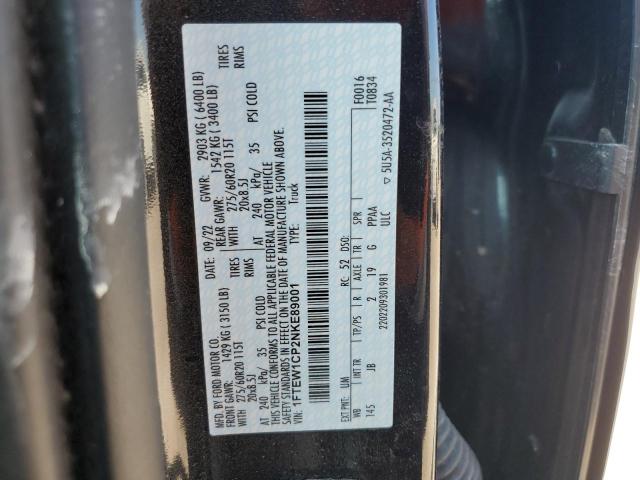 MFD. BY FORD MOTOR CO.
DATE: 09/22 GVWR: 2903 KG ( 6400 LB)
FRONT GAWR: 1429 KG ( 3150 LB) REAR GAWR: 1542 KG ( 3400 LB)
WITH 275/60R20 115T TIRES WITH 275/60R20 115T TIRES
20x8.5J RIMS 20x8.5J RIMS
AT 240 kPa/ 35 PSI COLD AT 240 kPa/ 35 PSI COLD
THIS VEHICLE CONFORMS TO ALL APPLICABLE FEDERAL MOTOR VEHICLE
SAFETY STANDARDS IN EFFECT ON THE DATE OF MANUFACTURE SHOWN ABOVE.
VIN: 1FTEW1CP2NKE89001
TYPE: Truck
F0016
T0834
EXT PNT: UM RC: 52 DSO:
WB INT TR TP/PS R AXLE TR SPR
145 JB 2 19 G PPAA
ULC
2202209301981
5U5A-3520472-AA